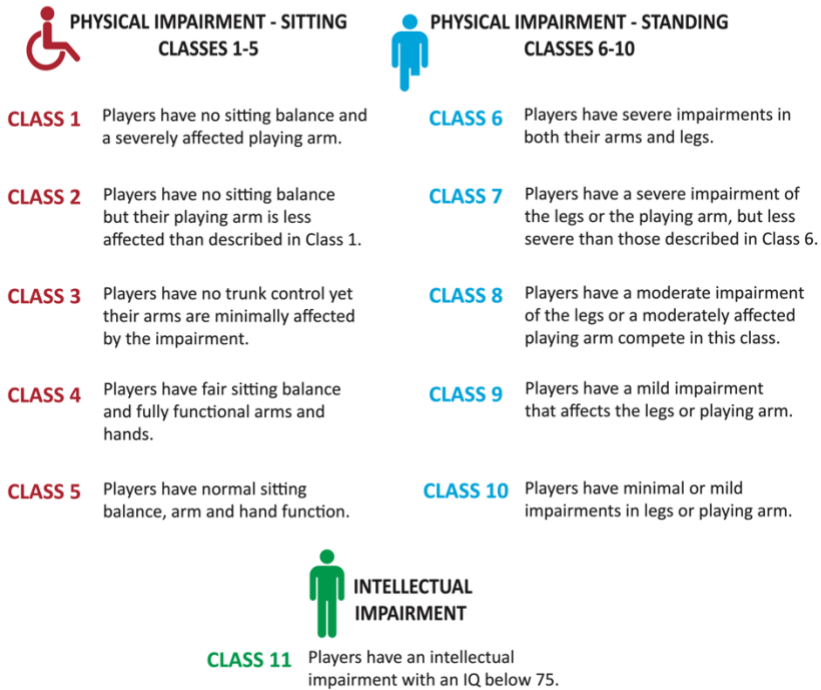 PHYSICAL IMPAIRMENT - SITTING
CLASSES 1-5
CLASS 1
Players have no sitting balance and
a severely affected playing arm.
CLASS 2
Players have no sitting balance
but their playing arm is less
affected than described in Class 1.
CLASS 3
Players have no trunk control yet
their arms are minimally affected
by the impairment.
CLASS 4
Players have fair sitting balance
and fully functional arms and
hands.
CLASS 5
Players have normal sitting
balance, arm and hand function.
PHYSICAL IMPAIRMENT - STANDING
CLASSES 6-10
CLASS 6
Players have severe impairments in
both their arms and legs.
CLASS 7
Players have a severe impairment of
the legs or the playing arm, but less
severe than those described in Class 6.
CLASS 8
Players have a moderate impairment
of the legs or a moderately affected
playing arm compete in this class.
CLASS 9
Players have a mild impairment
that affects the legs or playing arm.
CLASS 10
Players have minimal or mild
impairments in legs or playing arm.
INTELLECTUAL
IMPAIRMENT
CLASS 11
Players have an intellectual
impairment with an IQ below 75.